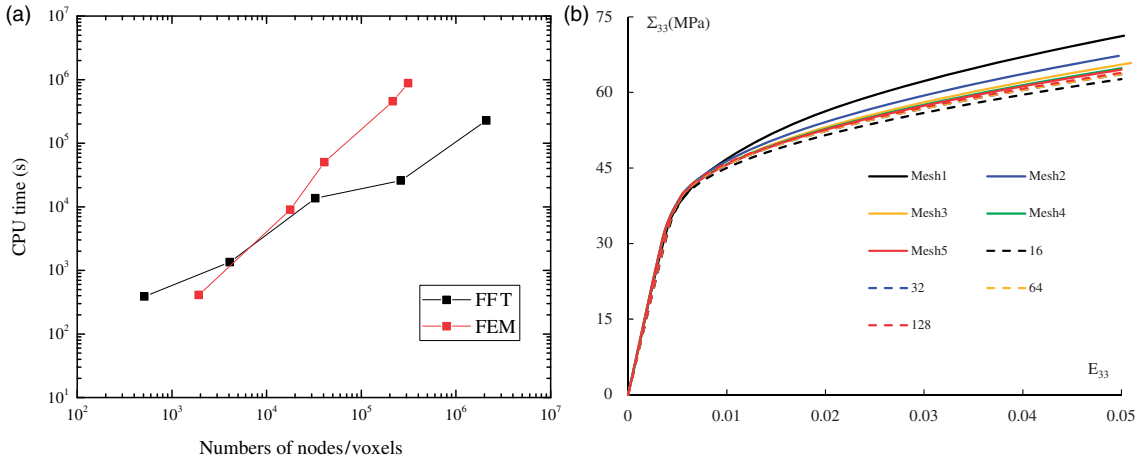 (a)
10^7
10^6
10^5
10^4
10^3
10^2
10^1
CPU time (s)
10^2 10^3 10^4 10^5 10^6 10^7
Numbers of nodes/voxels
FFT
FEM
(b)
Σ33(MPa)
75
60
45
30
15
0
0 0.01 0.02 0.03 0.04 0.05
E33
Mesh1 Mesh2
Mesh3 Mesh4
Mesh5 16
32 64
128